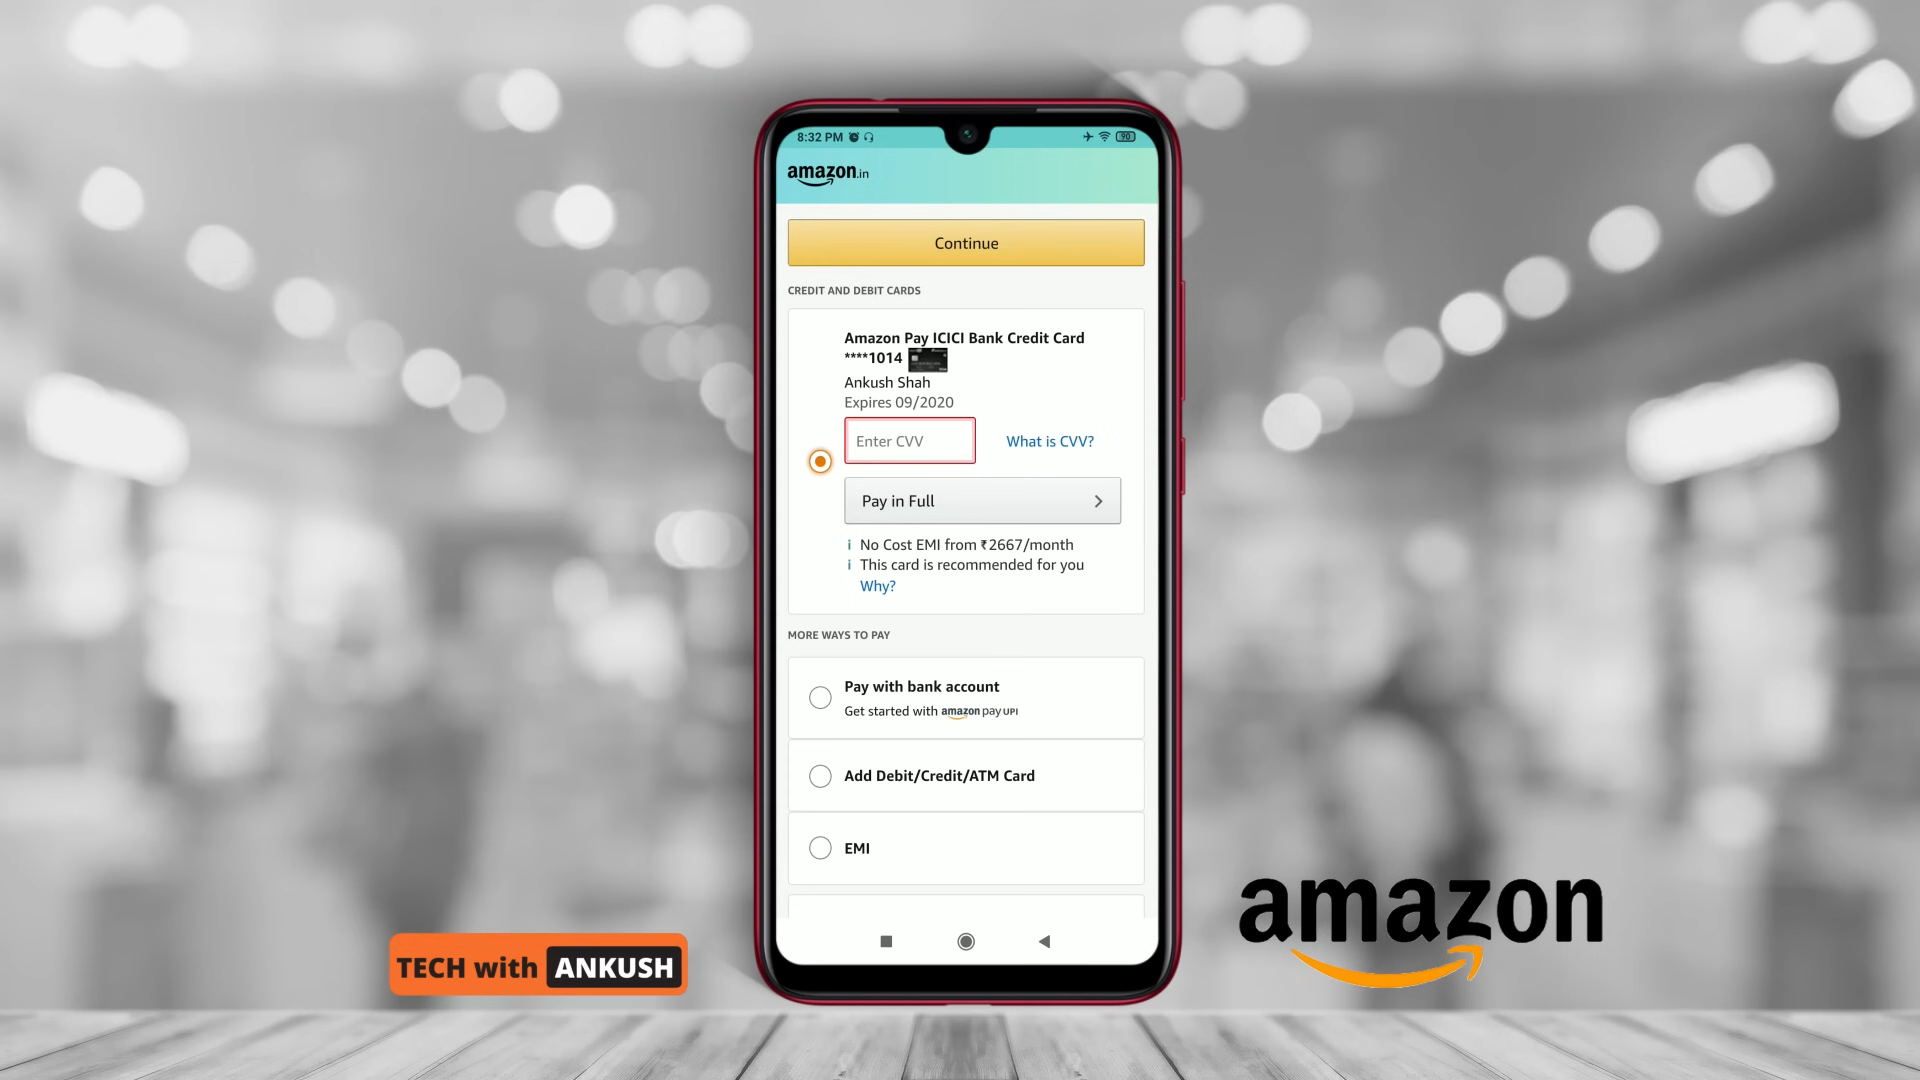 8:32 PM
90
amazon.in
Continue
CREDIT AND DEBIT CARDS
Amazon Pay ICICI Bank Credit Card
****1014
Ankush Shah
Expires 09/2020
Enter CVV
What is CVV?
Pay in Full
i No Cost EMI from ₹2667/month
i This card is recommended for you
Why?
MORE WAYS TO PAY
Pay with bank account
Get started with amazon pay UPI
Add Debit/Credit/ATM Card
EMI
TECH with ANKUSH
amazon